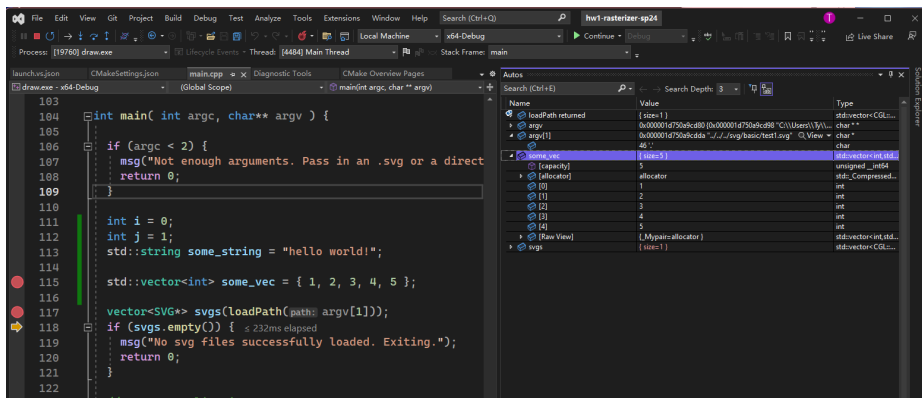 File Edit View Git Project Build Debug Test Analyze Tools Extensions Window Help Search (Ctrl+Q) hw1-rasterizer-sp24 T
Local Machine x64-Debug Continue Debug Live Share
Process: [19760] draw.exe Lifecycle Events Thread: [4484] Main Thread Stack Frame: main
launch.vs.json CMakeSettings.json main.cpp Diagnostic Tools CMake Overview Pages
draw.exe - x64-Debug (Global Scope) main(int argc, char ** argv)
103
104 int main( int argc, char** argv ) {
105
106 if (argc < 2) {
107 msg("Not enough arguments. Pass in an .svg or a direct
108 return 0;
109 }
110
111 int i = 0;
112 int j = 1;
113 std::string some_string = "hello world!";
114
115 std::vector<int> some_vec = { 1, 2, 3, 4, 5 };
116
117 vector<SVG*> svgs(loadPath(path: argv[1]));
118 if (svgs.empty()) { ≤ 232ms elapsed
119 msg("No svg files successfully loaded. Exiting.");
120 return 0;
121 }
122
Autos
Search (Ctrl+E) Search Depth: 3
Name Value Type
loadPath returned { size=1 } std::vector<CGL::...
argv 0x000001d750a9cd80 {0x000001d750a9cd98 "C:\\Users\\Ty\\... char * *
argv[1] 0x000001d750a9cdda "../../../svg/basic/test1.svg" View char *
46 '.' char
some_vec { size=5 } std::vector<int,std...
[capacity] 5 unsigned __int64
[allocator] allocator std::_Compressed...
[0] 1 int
[1] 2 int
[2] 3 int
[3] 4 int
[4] 5 int
[Raw View] {_Mypair=allocator } std::vector<int,std...
svgs { size=1 } std::vector<CGL::...
Solution Explorer